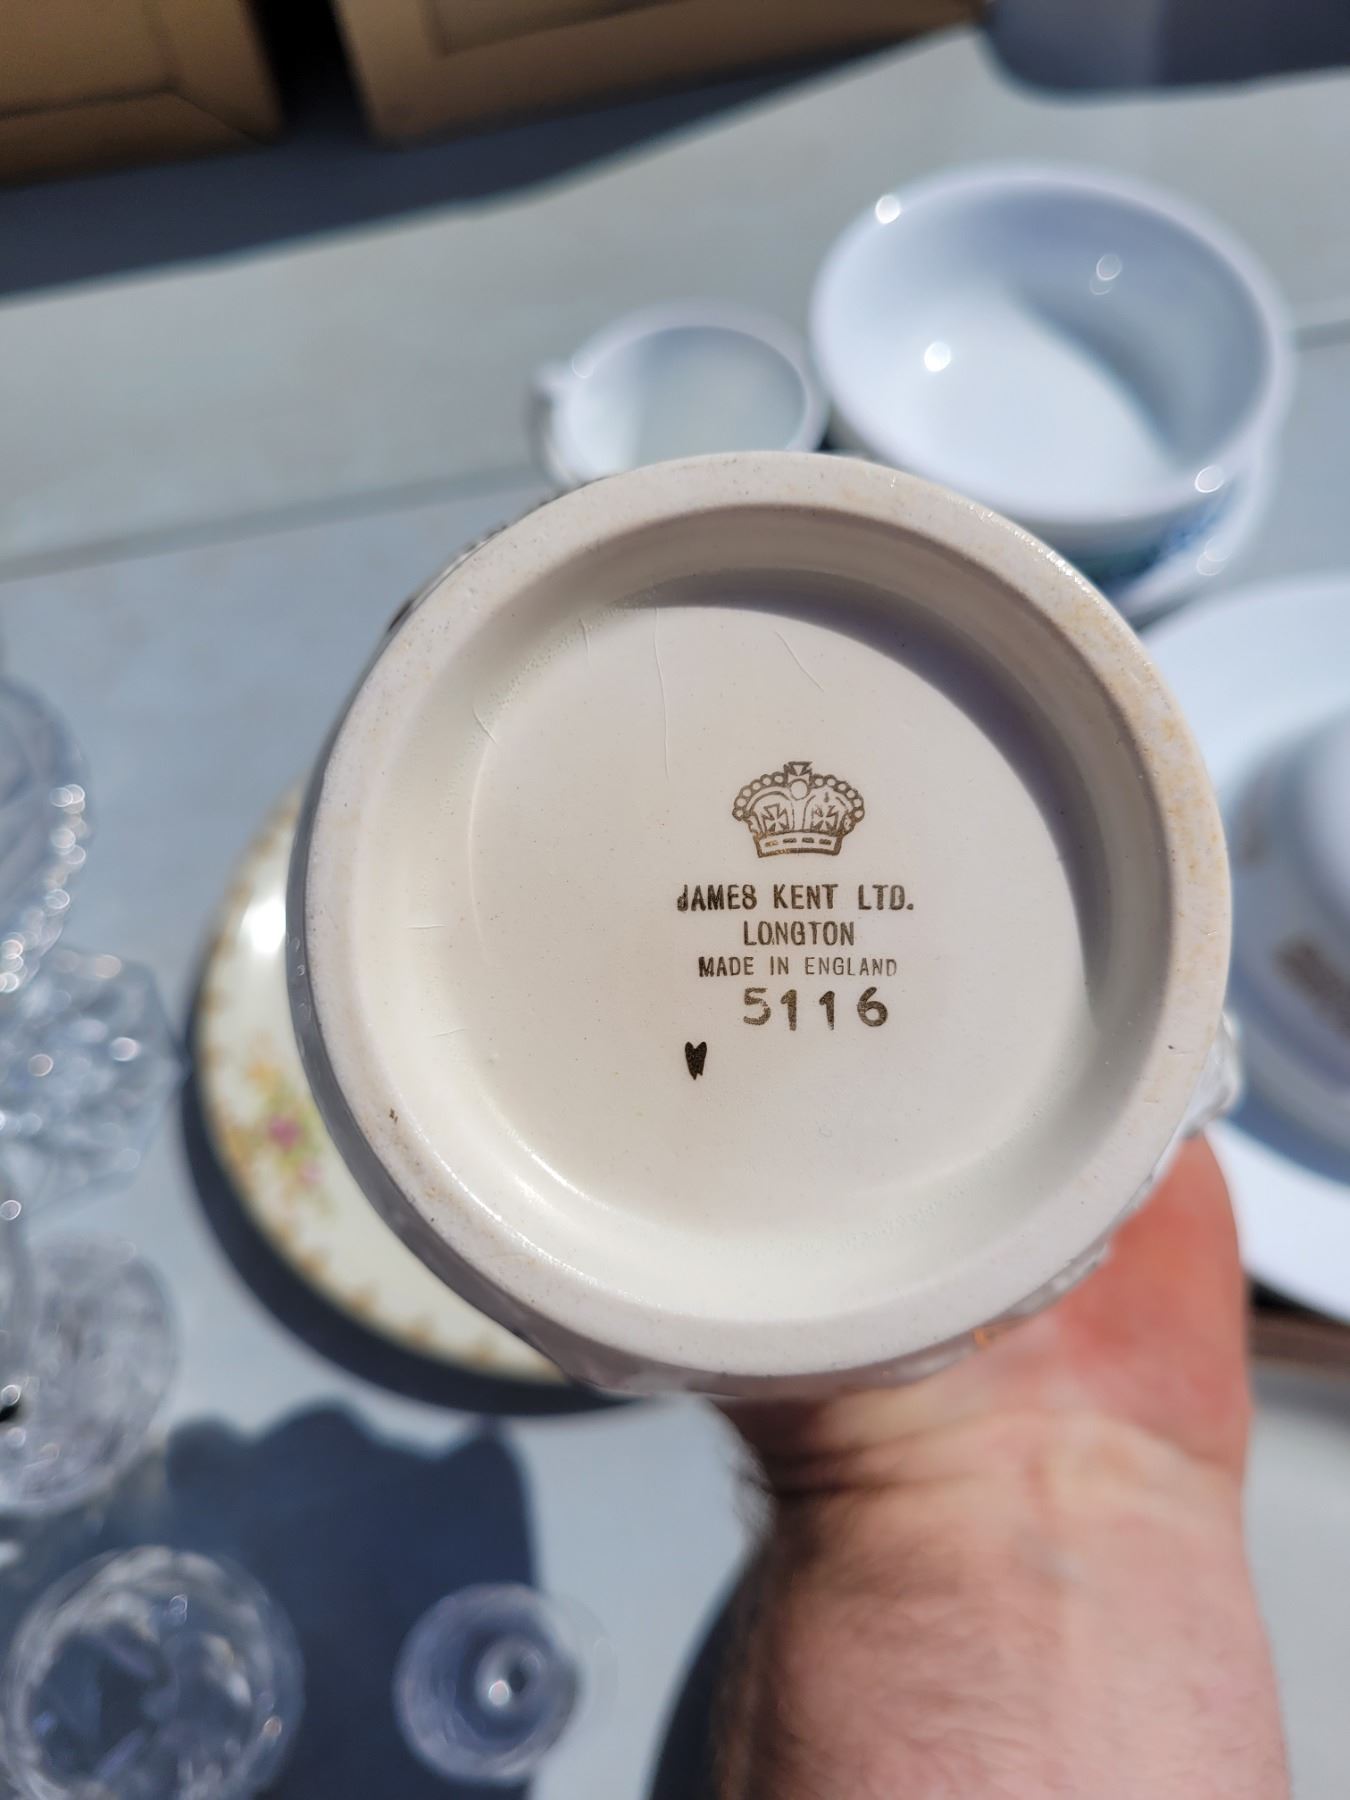 JAMES KENT LTD.
LONGTON
MADE IN ENGLAND
5116